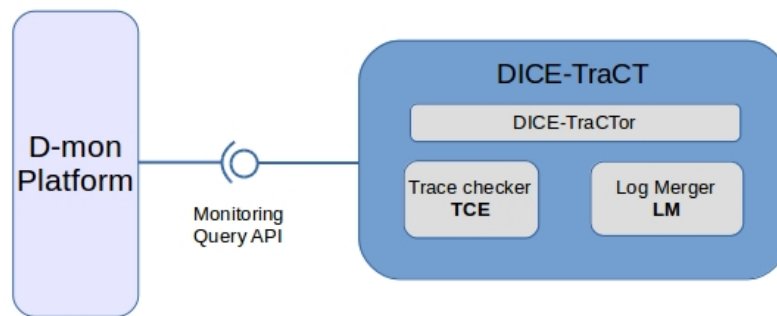 D-mon
Platform
Monitoring
Query API
DICE-TraCT
DICE-TraCTor
Trace checker
TCE
Log Merger
LM